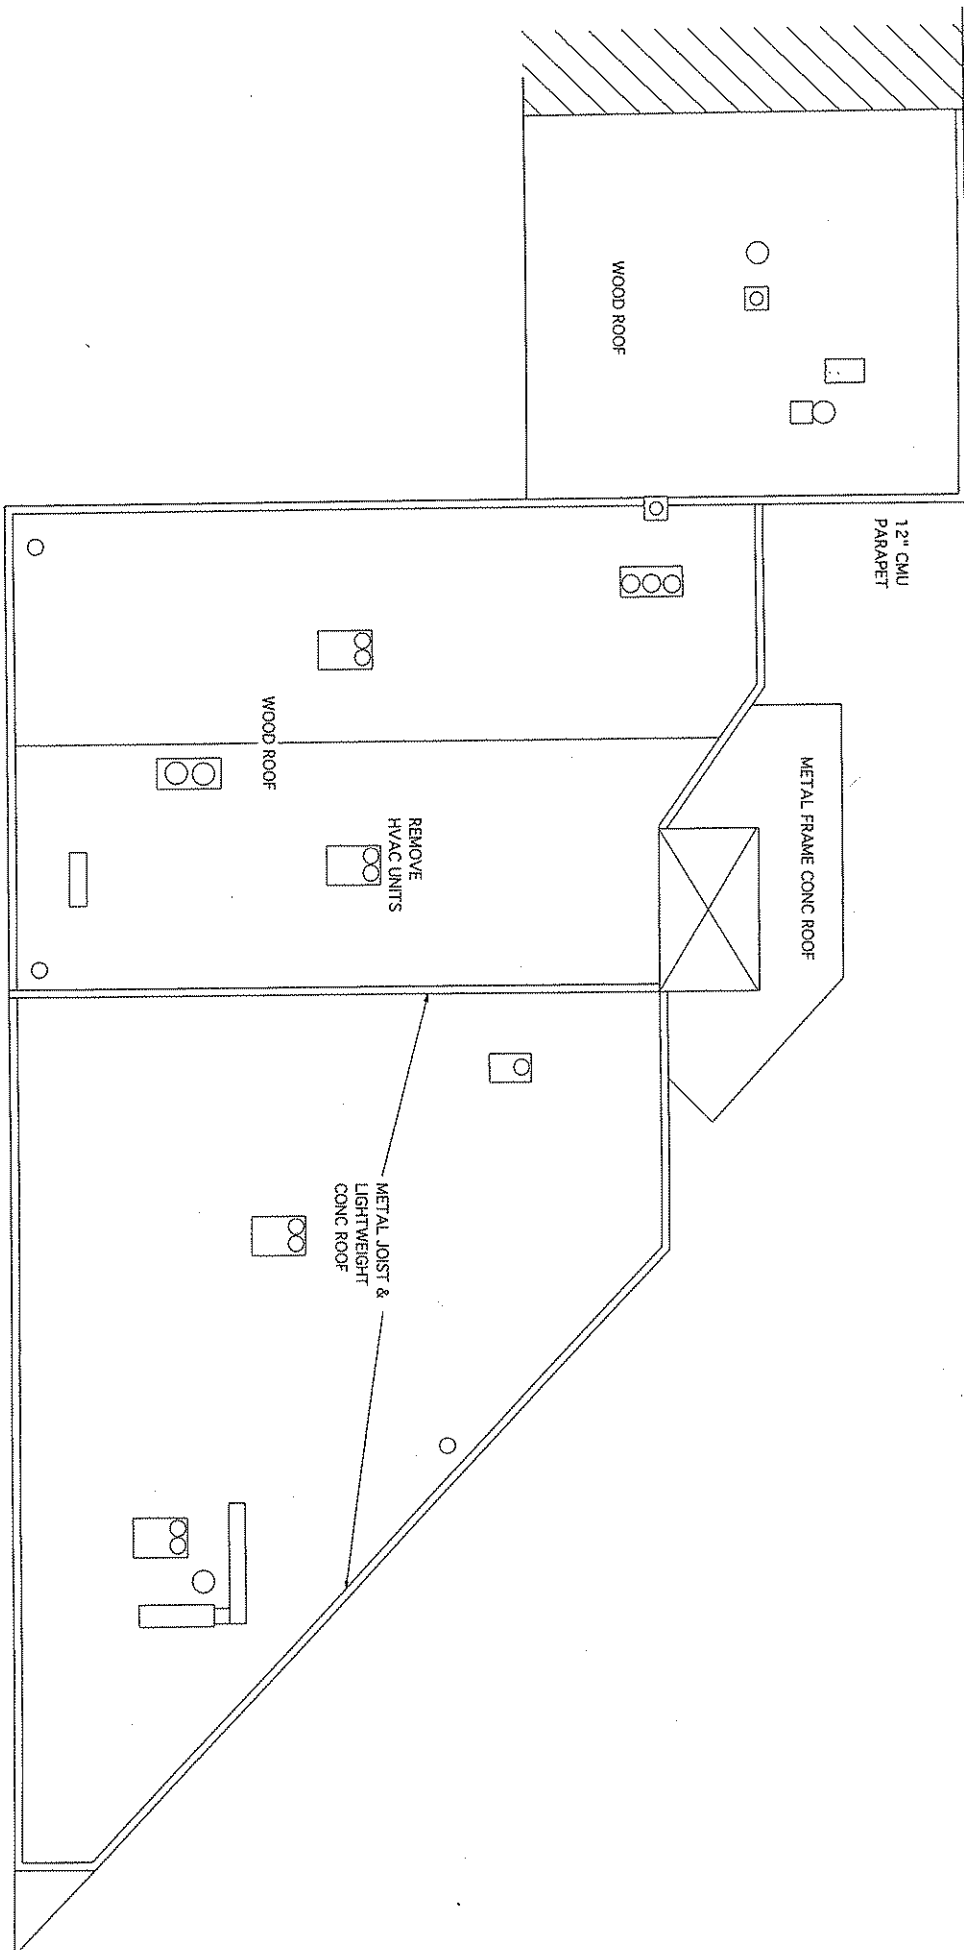 WOOD ROOF
12" CMU
PARAPET
METAL FRAME CONC ROOF
WOOD ROOF
REMOVE
HVAC UNITS
METAL JOIST &
LIGHTWEIGHT
CONC ROOF